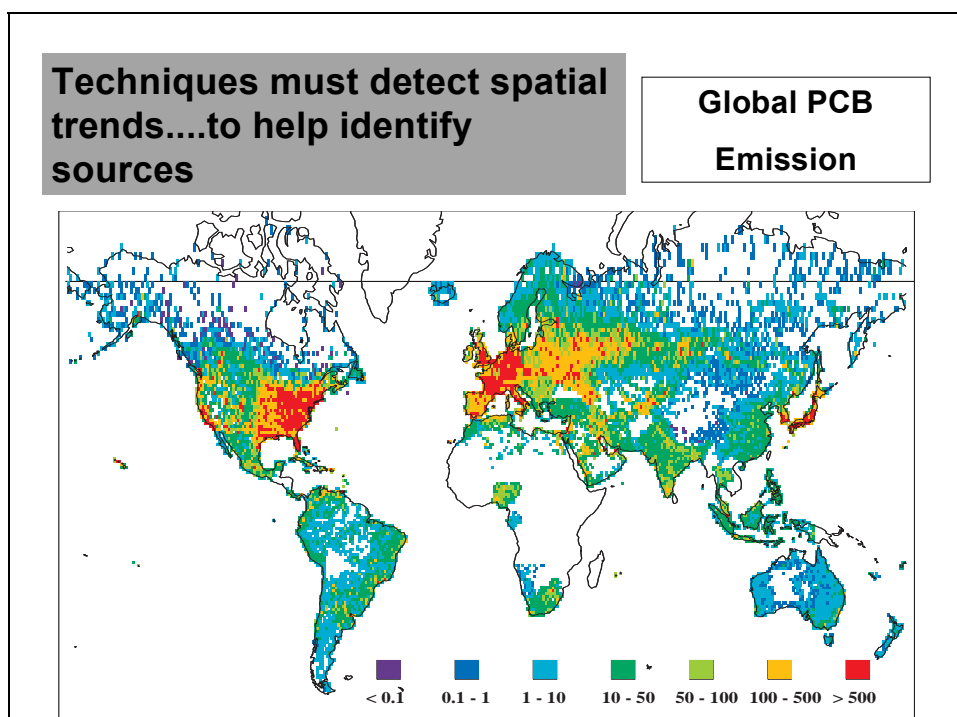 Techniques must detect spatial
trends....to help identify
sources
Global PCB
Emission
< 0.1
0.1 - 1
1 - 10
10 - 50
50 - 100
100 - 500
> 500